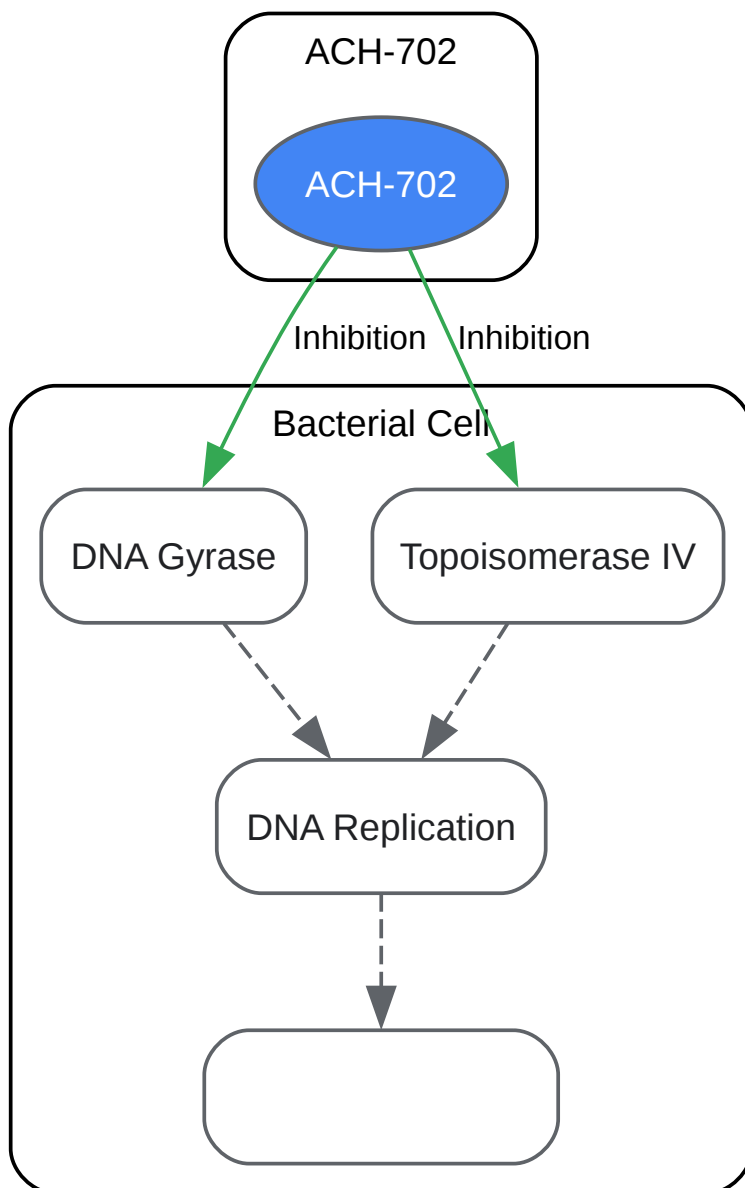 ACH-702
ACH-702
Inhibition
Inhibition
Bacterial Cell
DNA Gyrase
Topoisomerase IV
DNA Replication